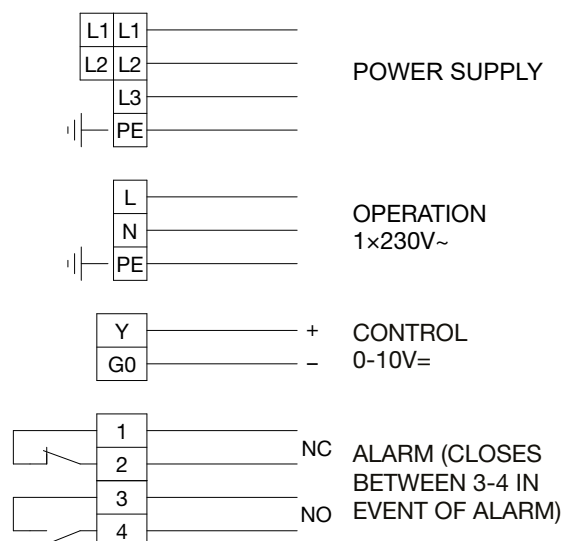 L1 L1
L2 L2
L3
PE
POWER SUPPLY
L
N
PE
OPERATION
1×230V~
Y
G0
+
–
CONTROL
0-10V=
1
2
3
4
NC
NO
ALARM (CLOSES
BETWEEN 3-4 IN
EVENT OF ALARM)